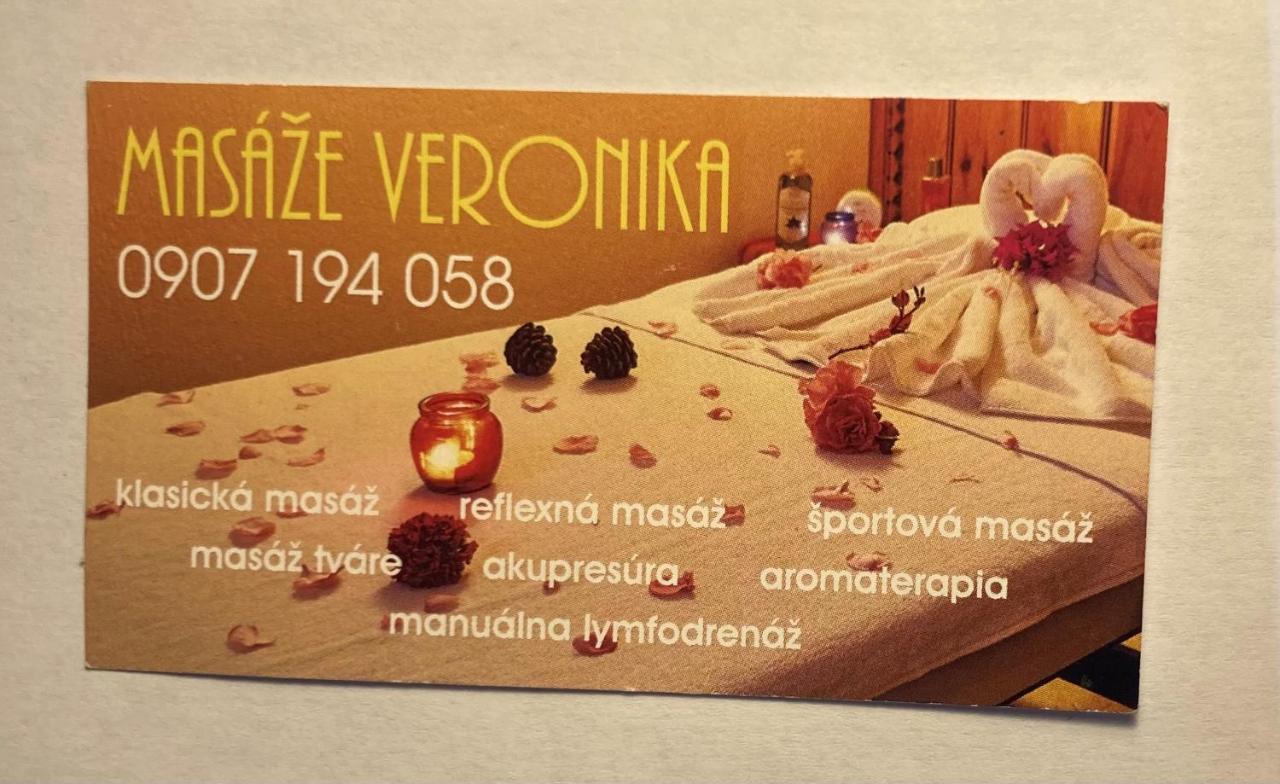 MASÁŽE VERONIKA
0907 194 058
klasická masáž reflexná masáž športová masáž
masáž tváre akupresúra aromaterapia
manuálna lymfodrenáž